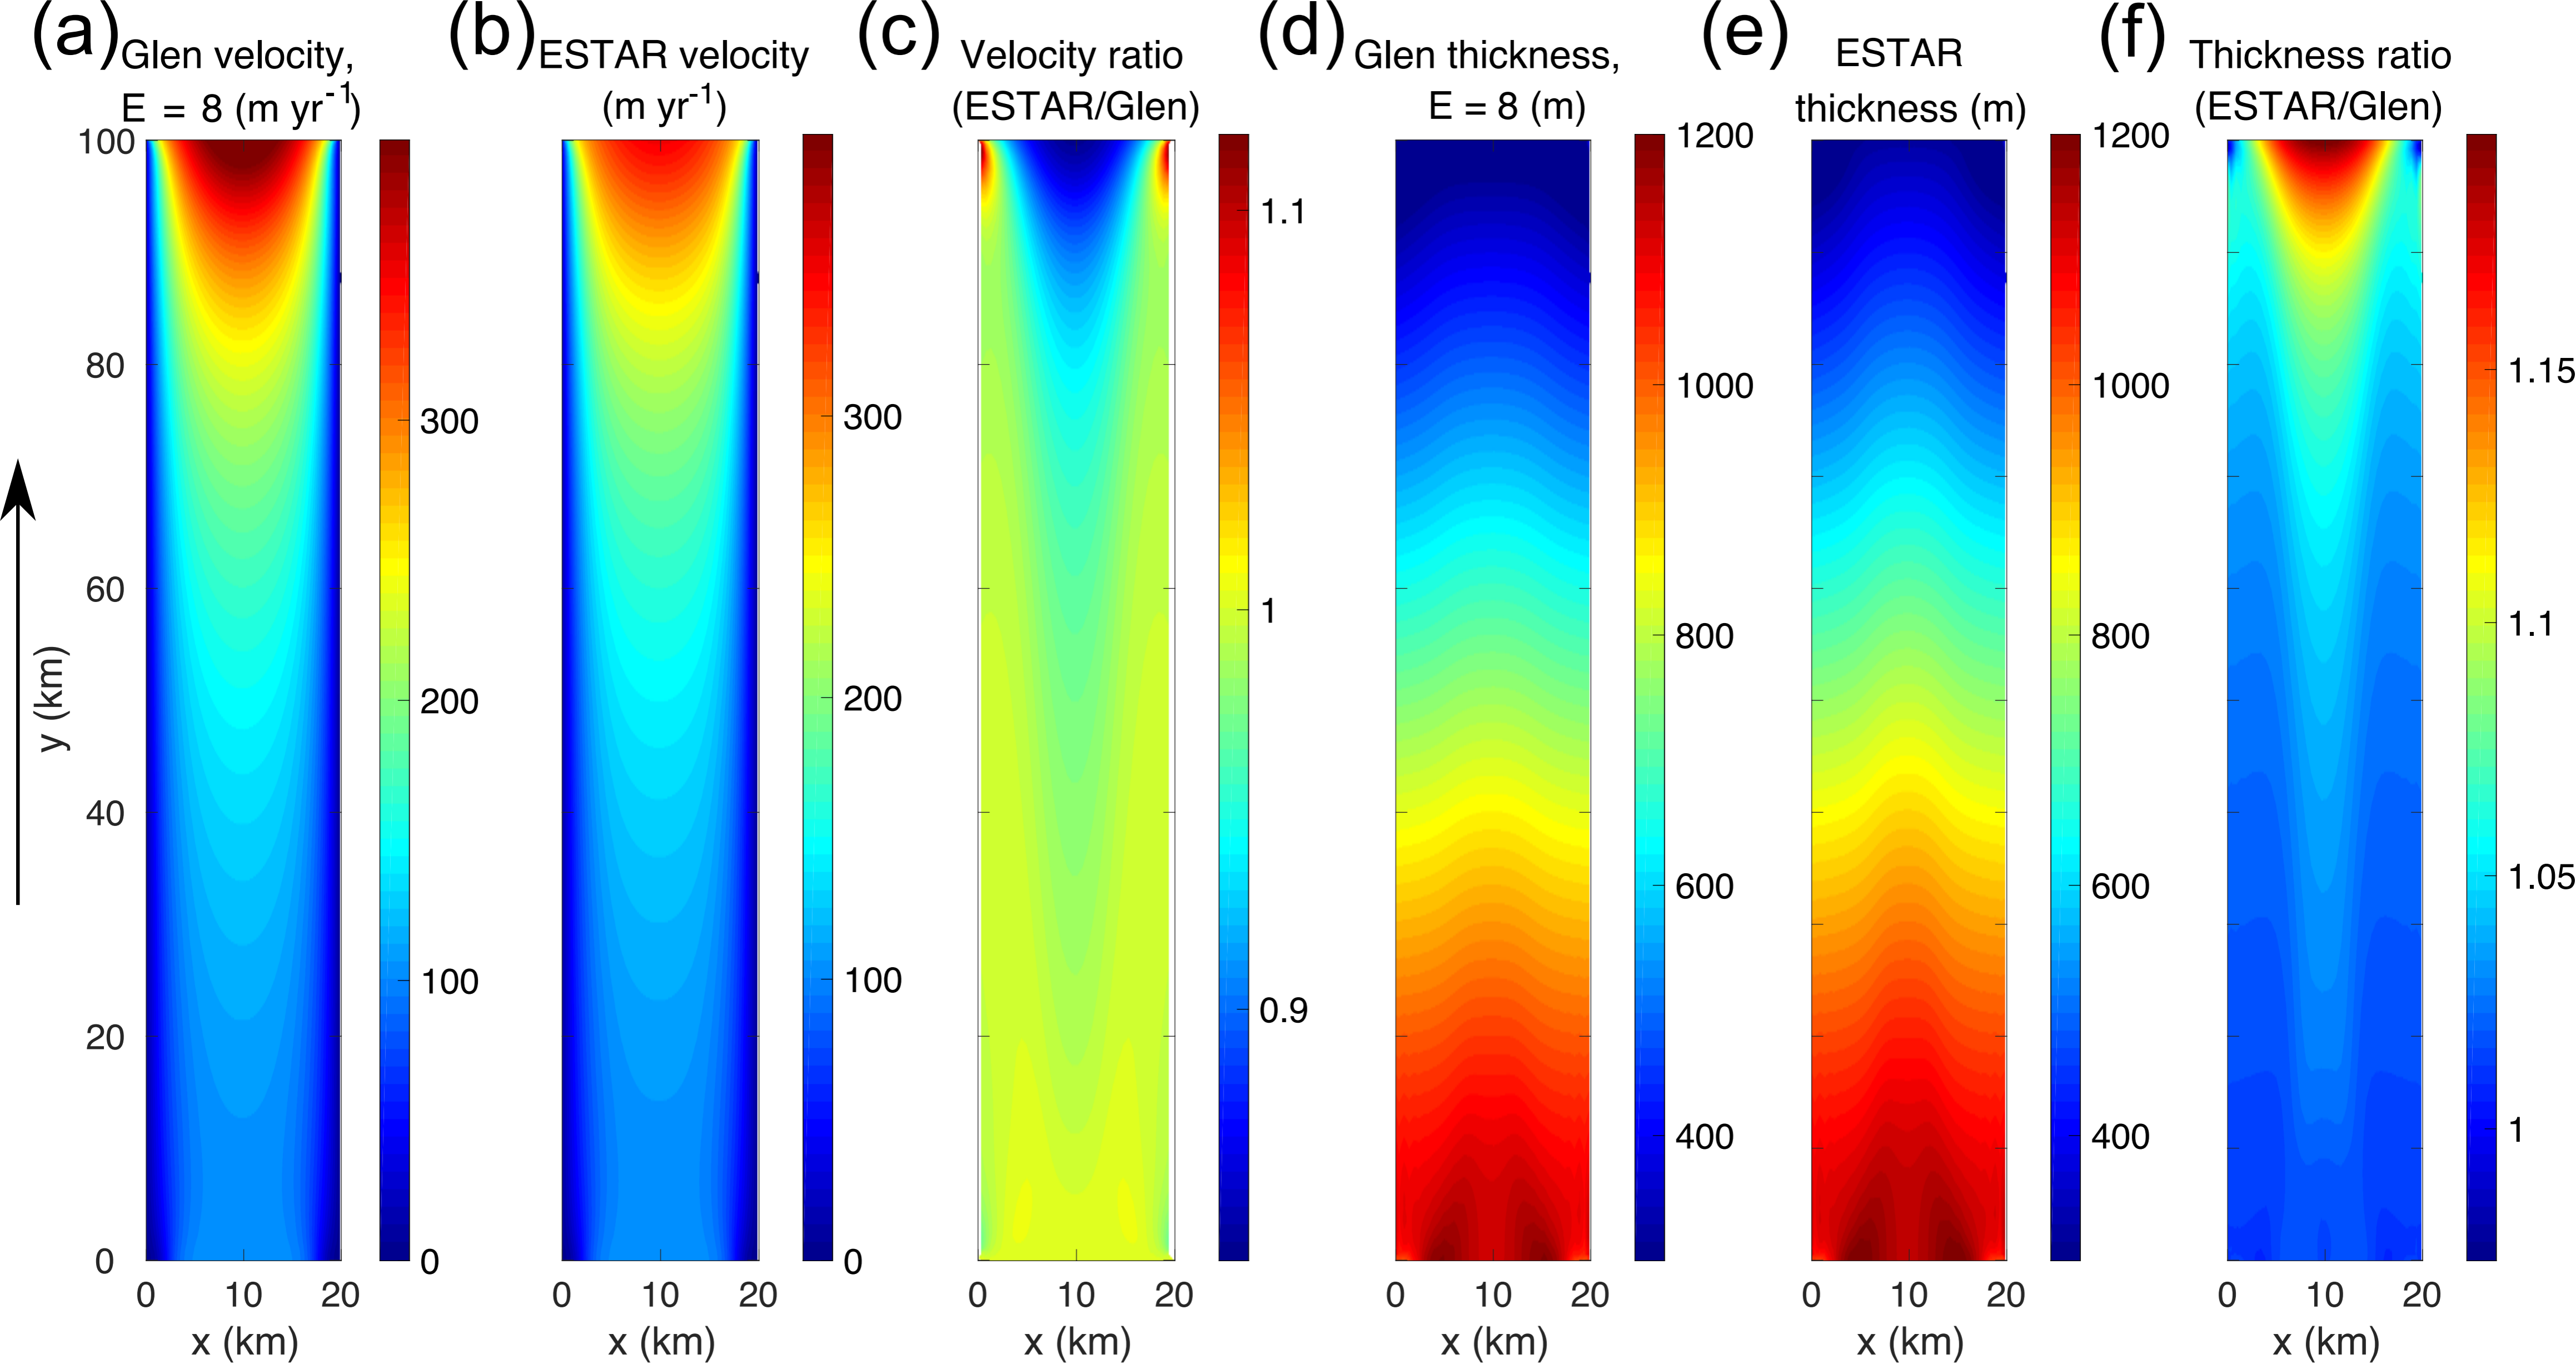 (a) Glen velocity,
E = 8 (m yr⁻¹)
100
80
60
40
20
0
y (km)
0 10 20
x (km)
300
200
100
0
(b) ESTAR velocity
(m yr⁻¹)
0 10 20
x (km)
300
200
100
0
(c) Velocity ratio
(ESTAR/Glen)
0 10 20
x (km)
1.1
1
0.9
(d) Glen thickness,
E = 8 (m)
0 10 20
x (km)
1200
1000
800
600
400
(e) ESTAR
thickness (m)
0 10 20
x (km)
1200
1000
800
600
400
(f) Thickness ratio
(ESTAR/Glen)
0 10 20
x (km)
1.15
1.1
1.05
1